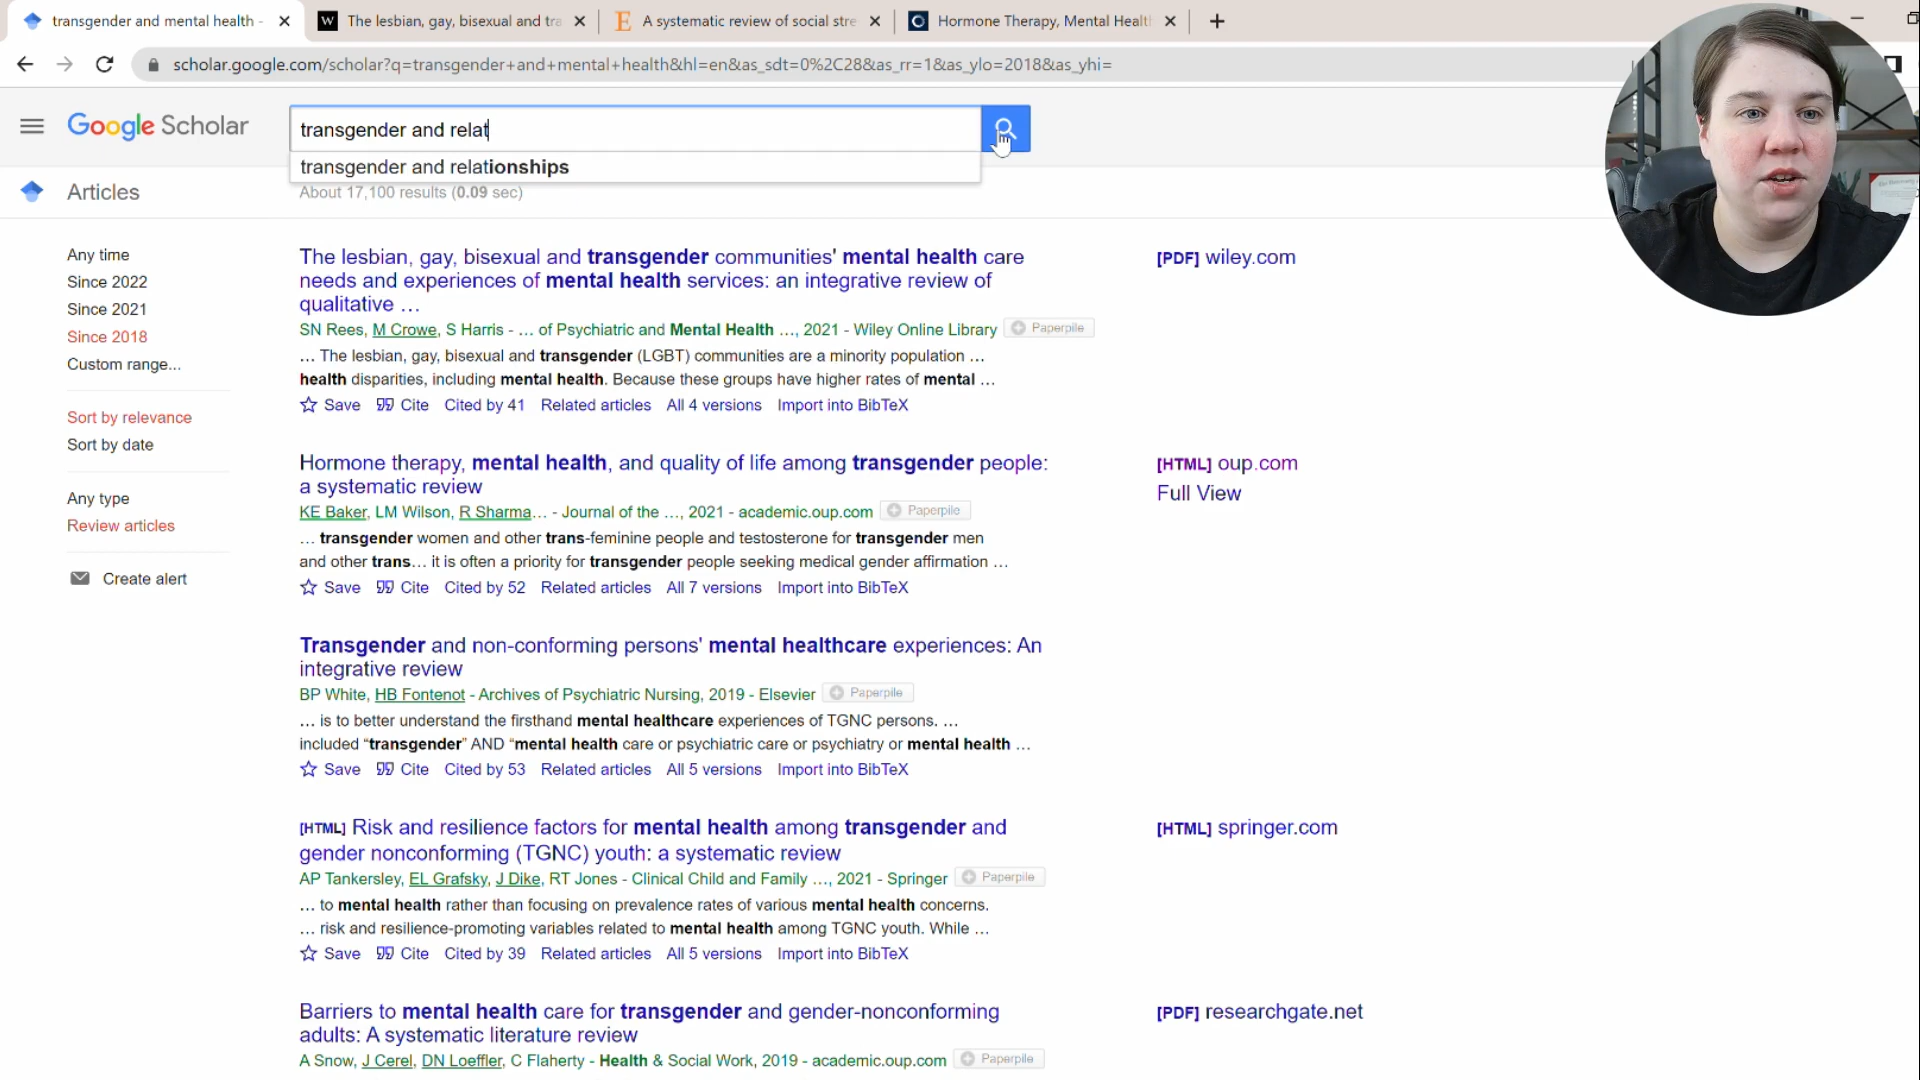 transgender and mental health -
The lesbian, gay, bisexual and tra
A systematic review of social stre
Hormone Therapy, Mental Healt
scholar.google.com/scholar?q=transgender+and+mental+health&hl=en&as_sdt=0%2C28&as_rr=1&as_ylo=2018&as_yhi=
Google Scholar
transgender and relat
transgender and relationships
Articles
About 17,100 results (0.09 sec)
Any time
Since 2022
Since 2021
Since 2018
Custom range...
Sort by relevance
Sort by date
Any type
Review articles
Create alert
The lesbian, gay, bisexual and transgender communities' mental health care
needs and experiences of mental health services: an integrative review of
qualitative …
SN Rees, M Crowe, S Harris - … of Psychiatric and Mental Health …, 2021 - Wiley Online Library Paperpile
… The lesbian, gay, bisexual and transgender (LGBT) communities are a minority population …
health disparities, including mental health. Because these groups have higher rates of mental …
Save Cite Cited by 41 Related articles All 4 versions Import into BibTeX
[PDF] wiley.com
Hormone therapy, mental health, and quality of life among transgender people:
a systematic review
KE Baker, LM Wilson, R Sharma… - Journal of the …, 2021 - academic.oup.com Paperpile
… transgender women and other trans-feminine people and testosterone for transgender men
and other trans… it is often a priority for transgender people seeking medical gender affirmation …
Save Cite Cited by 52 Related articles All 7 versions Import into BibTeX
[HTML] oup.com
Full View
Transgender and non-conforming persons' mental healthcare experiences: An
integrative review
BP White, HB Fontenot - Archives of Psychiatric Nursing, 2019 - Elsevier Paperpile
… is to better understand the firsthand mental healthcare experiences of TGNC persons. …
included “transgender” AND “mental health care or psychiatric care or psychiatry or mental health …
Save Cite Cited by 53 Related articles All 5 versions Import into BibTeX
[HTML] Risk and resilience factors for mental health among transgender and
gender nonconforming (TGNC) youth: a systematic review
AP Tankersley, EL Grafsky, J Dike, RT Jones - Clinical Child and Family …, 2021 - Springer Paperpile
… to mental health rather than focusing on prevalence rates of various mental health concerns.
… risk and resilience-promoting variables related to mental health among TGNC youth. While …
Save Cite Cited by 39 Related articles All 5 versions Import into BibTeX
[HTML] springer.com
Barriers to mental health care for transgender and gender-nonconforming
adults: A systematic literature review
A Snow, J Cerel, DN Loeffler, C Flaherty - Health & Social Work, 2019 - academic.oup.com Paperpile
[PDF] researchgate.net